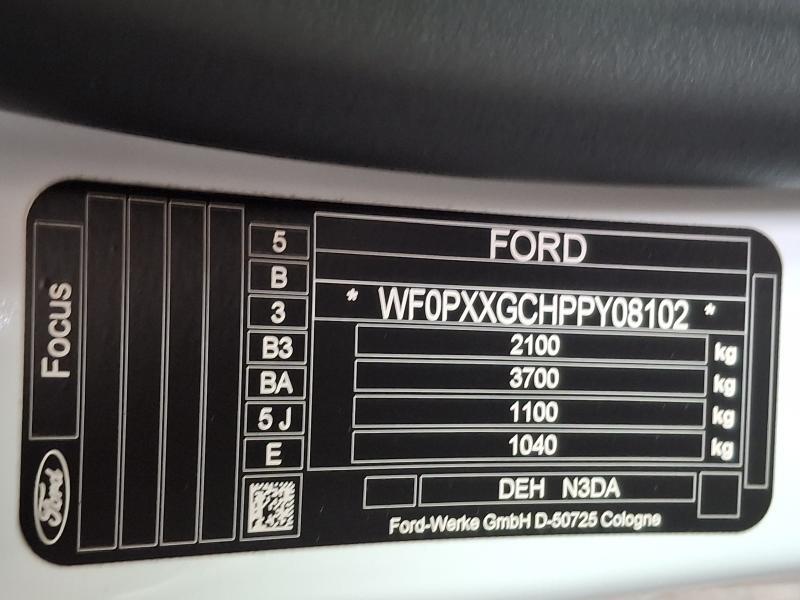 Focus
Ford
5
B
3
B3
BA
5 J
E
FORD
* WF0PXXGCHPPY08102 *
2100 kg
3700 kg
1100 kg
1040 kg
DEH N3DA
Ford-Werke GmbH D-50725 Cologne